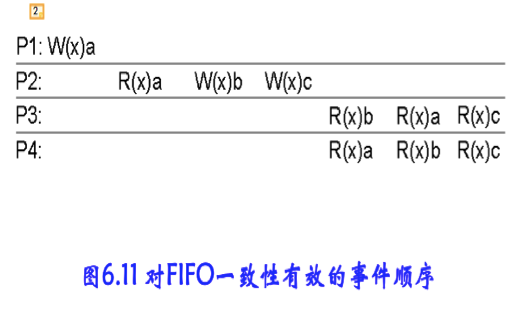 2
P1: W(x)a
P2: R(x)a W(x)b W(x)c
P3: R(x)b R(x)a R(x)c
P4: R(x)a R(x)b R(x)c
图6.11 对FIFO一致性有效的事件顺序